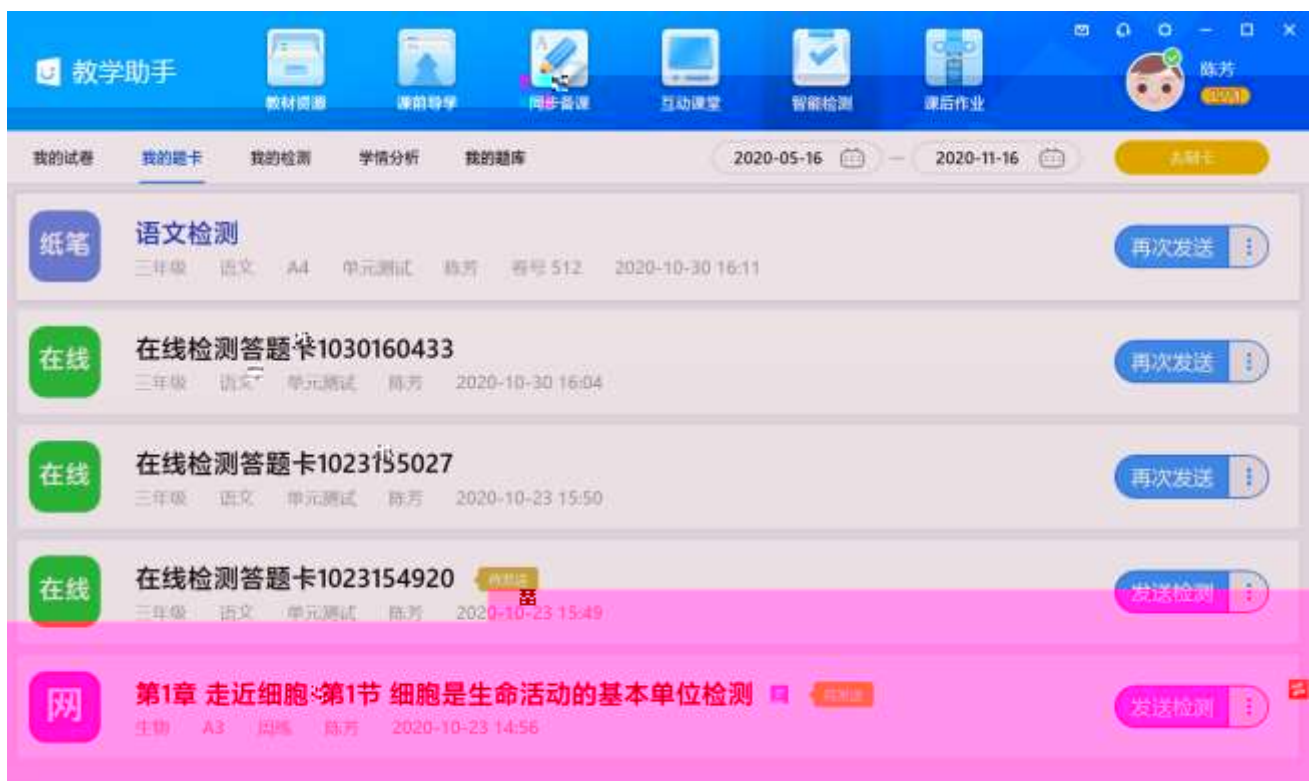 教学助手
教材资源 课前导学 同步备课 互动课堂 智能检测 课后作业
陈芳
我的试卷 我的题卡 我的检测 学情分析 我的题库 2020-05-16 — 2020-11-16
纸笔 语文检测 再次发送
三年级 语文 A4 单元测试 陈芳 卷号 512 2020-10-30 16:11
在线 在线检测答题卡1030160433 再次发送
三年级 语文 单元测试 陈芳 2020-10-30 16:04
在线 在线检测答题卡1023155027 再次发送
三年级 语文 单元测试 陈芳 2020-10-23 15:50
在线 在线检测答题卡1023154920 待发送 发送检测
三年级 语文 单元测试 陈芳 2020-10-23 15:49
网 第1章 走近细胞 第1节 细胞是生命活动的基本单位检测 待发送 发送检测
生物 A3 周练 陈芳 2020-10-23 14:56